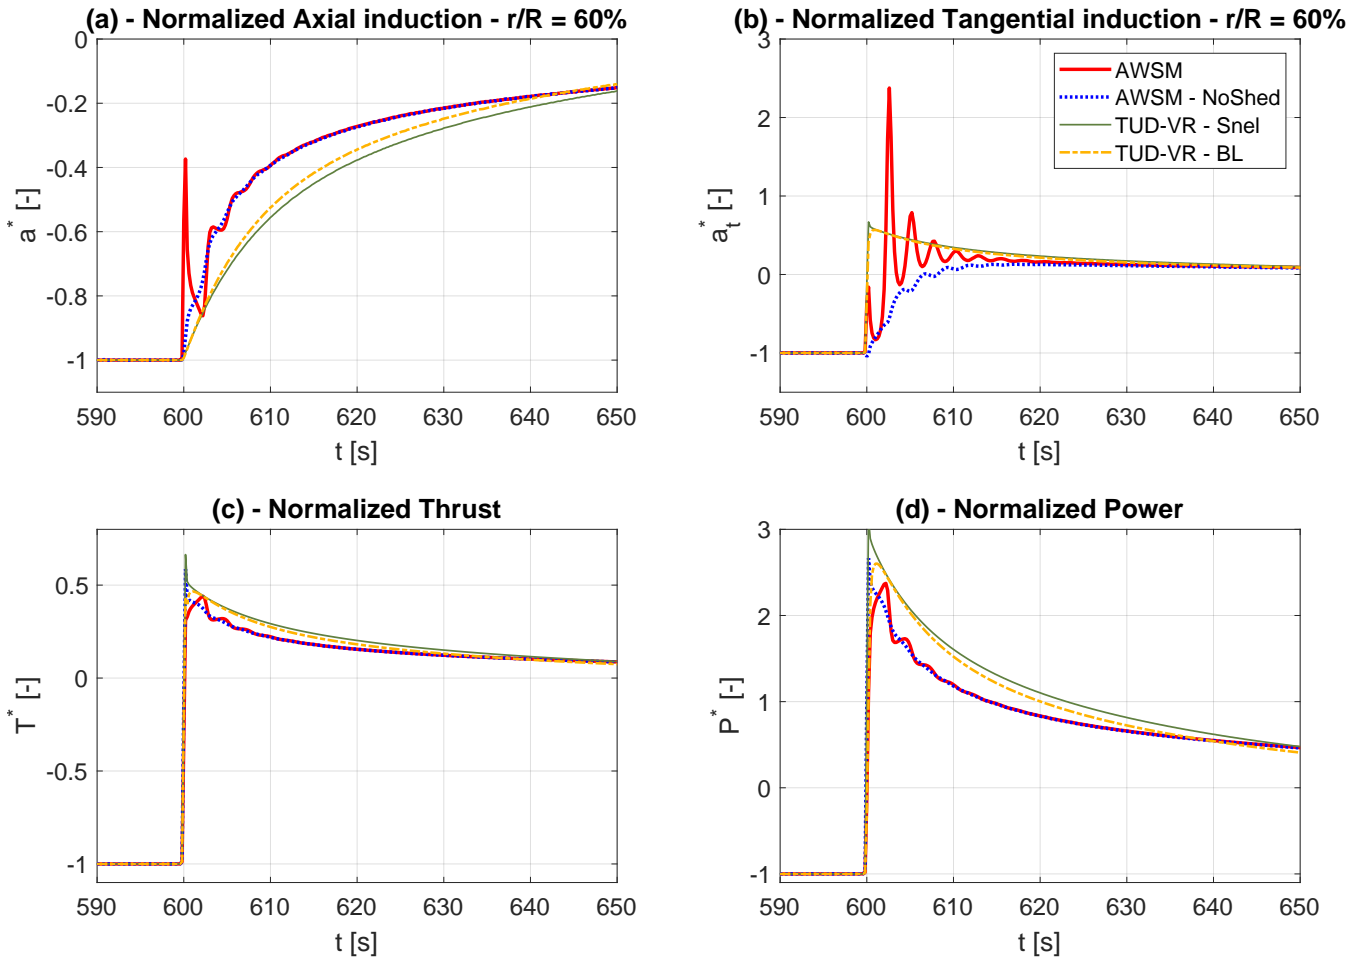 (a) - Normalized Axial induction - r/R = 60%
0
-0.2
-0.4
-0.6
-0.8
-1
a* [-]
590 600 610 620 630 640 650
t [s]
(b) - Normalized Tangential induction - r/R = 60%
3
2
1
0
-1
a_t^* [-]
AWSM
AWSM - NoShed
TUD-VR - Snel
TUD-VR - BL
590 600 610 620 630 640 650
t [s]
(c) - Normalized Thrust
0.5
0
-0.5
-1
T* [-]
590 600 610 620 630 640 650
t [s]
(d) - Normalized Power
3
2
1
0
-1
P* [-]
590 600 610 620 630 640 650
t [s]